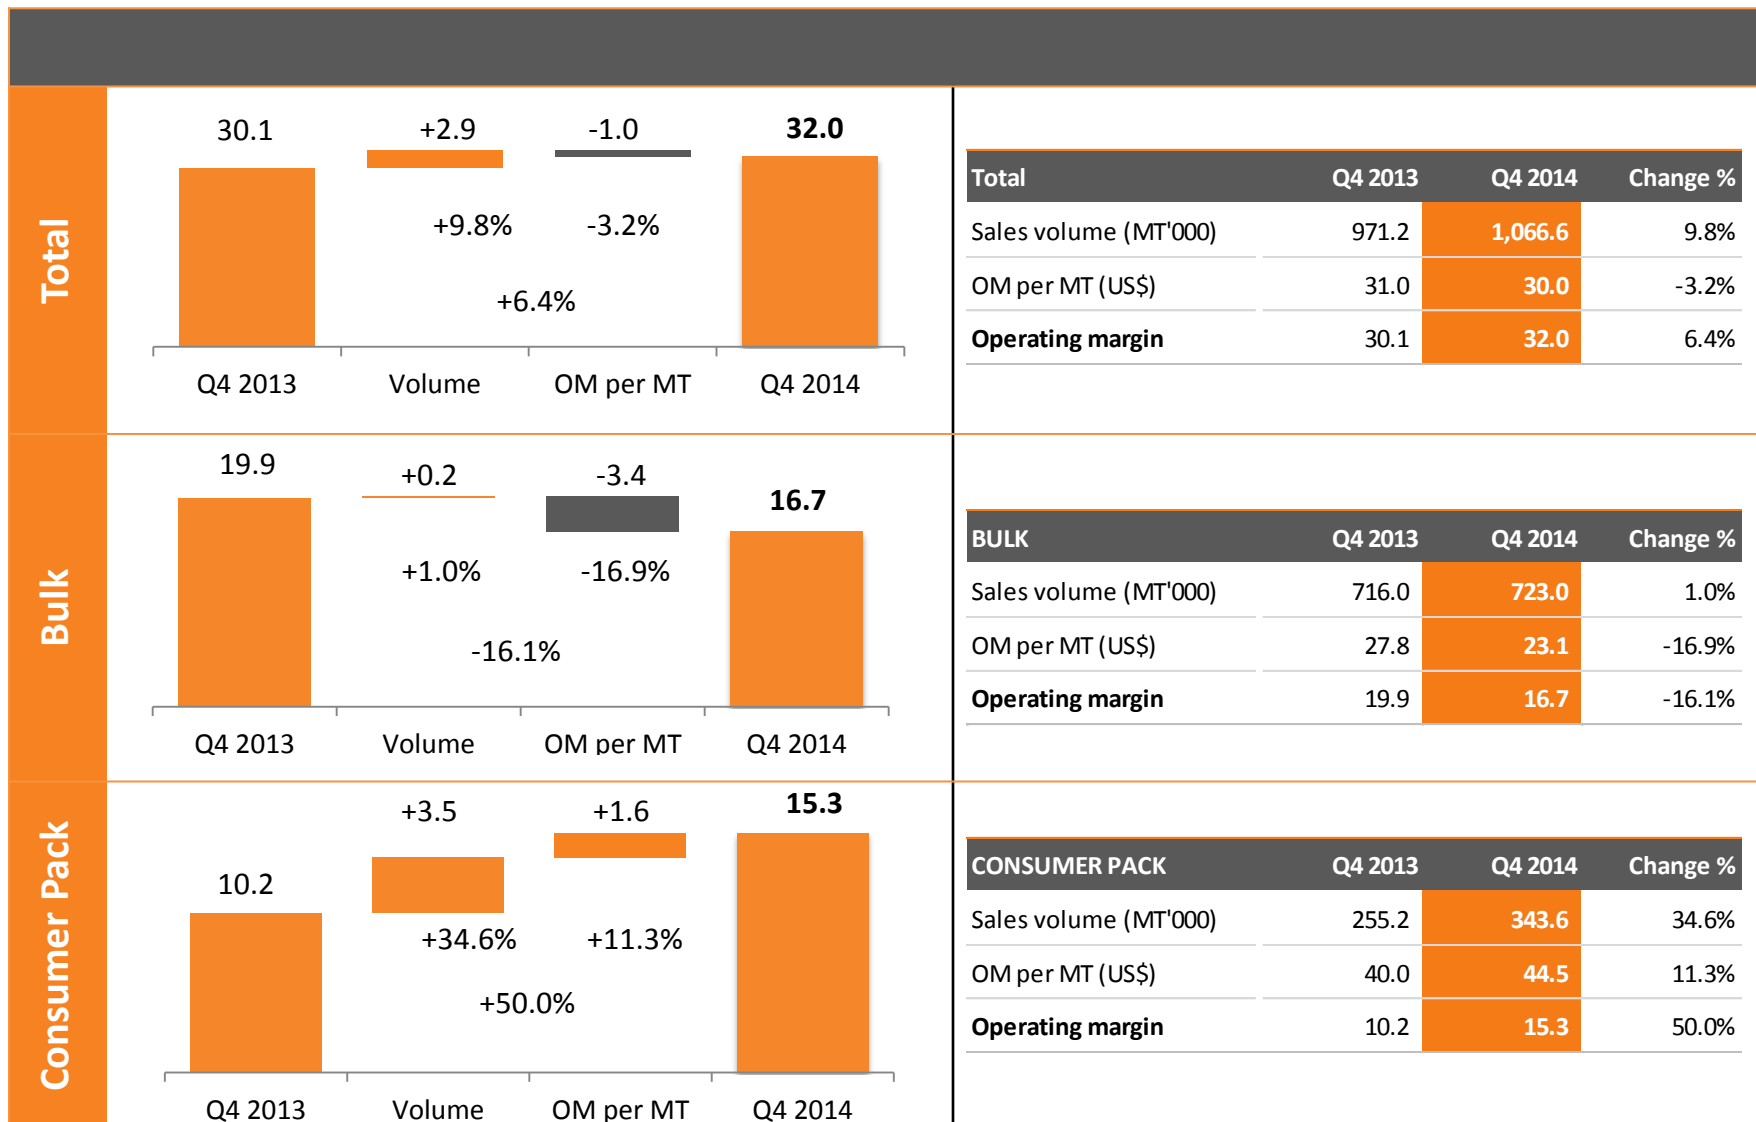 Total
30.1 +2.9 -1.0 32.0
+9.8% -3.2%
+6.4%
Q4 2013 Volume OM per MT Q4 2014
Total Q4 2013 Q4 2014 Change %
Sales volume (MT'000) 971.2 1,066.6 9.8%
OM per MT (US$) 31.0 30.0 -3.2%
Operating margin 30.1 32.0 6.4%
Bulk
19.9 +0.2 -3.4 16.7
+1.0% -16.9%
-16.1%
Q4 2013 Volume OM per MT Q4 2014
BULK Q4 2013 Q4 2014 Change %
Sales volume (MT'000) 716.0 723.0 1.0%
OM per MT (US$) 27.8 23.1 -16.9%
Operating margin 19.9 16.7 -16.1%
Consumer Pack
10.2 +3.5 +1.6 15.3
+34.6% +11.3%
+50.0%
Q4 2013 Volume OM per MT Q4 2014
CONSUMER PACK Q4 2013 Q4 2014 Change %
Sales volume (MT'000) 255.2 343.6 34.6%
OM per MT (US$) 40.0 44.5 11.3%
Operating margin 10.2 15.3 50.0%